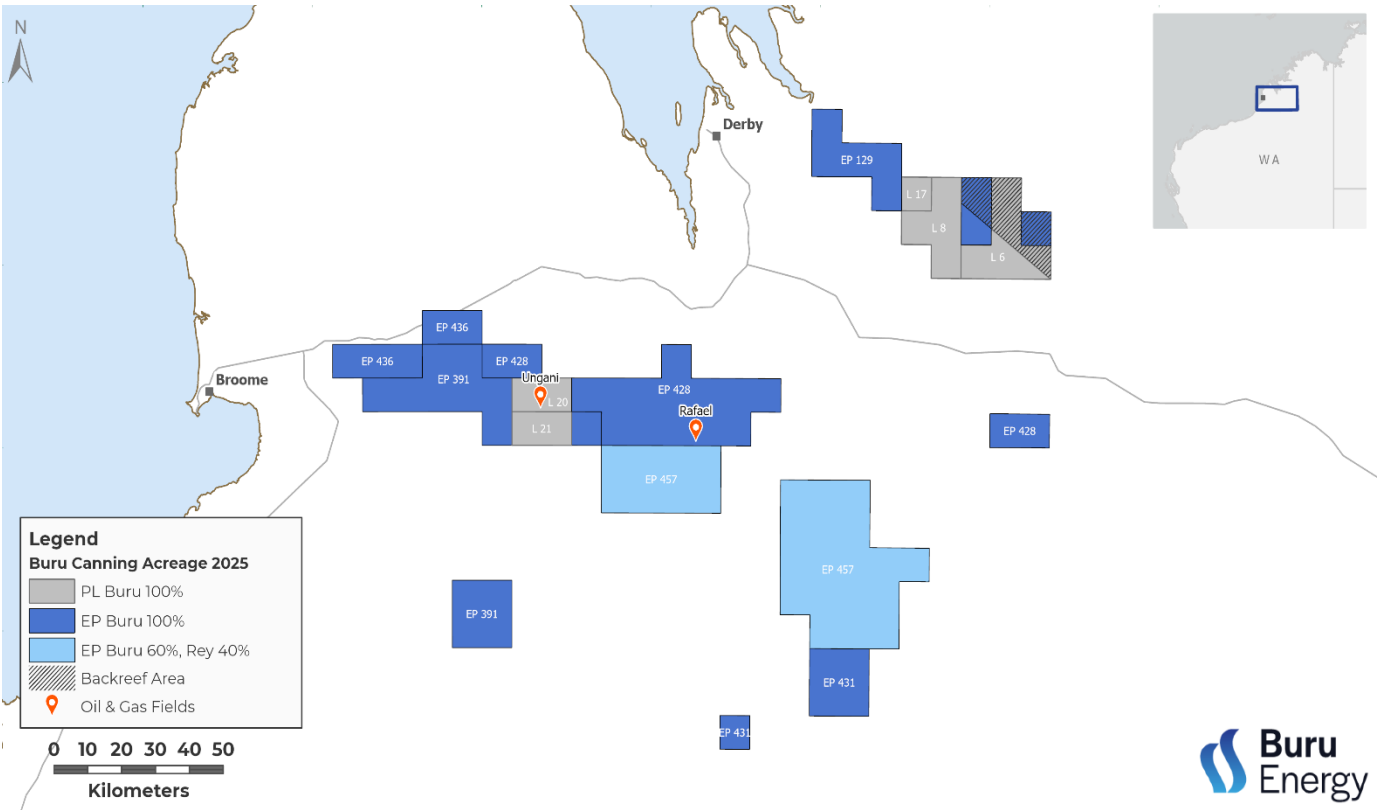 N
Derby
WA
EP 129
L 17
L 8
L 6
EP 436
EP 436
EP 428
EP 391
Ungani
L 20
EP 428
Rafael
L 21
Broome
EP 428
EP 457
EP 457
EP 391
EP 431
EP 431
Legend
Buru Canning Acreage 2025
PL Buru 100%
EP Buru 100%
EP Buru 60%, Rey 40%
Backreef Area
Oil & Gas Fields
0 10 20 30 40 50
Kilometers
Buru
Energy